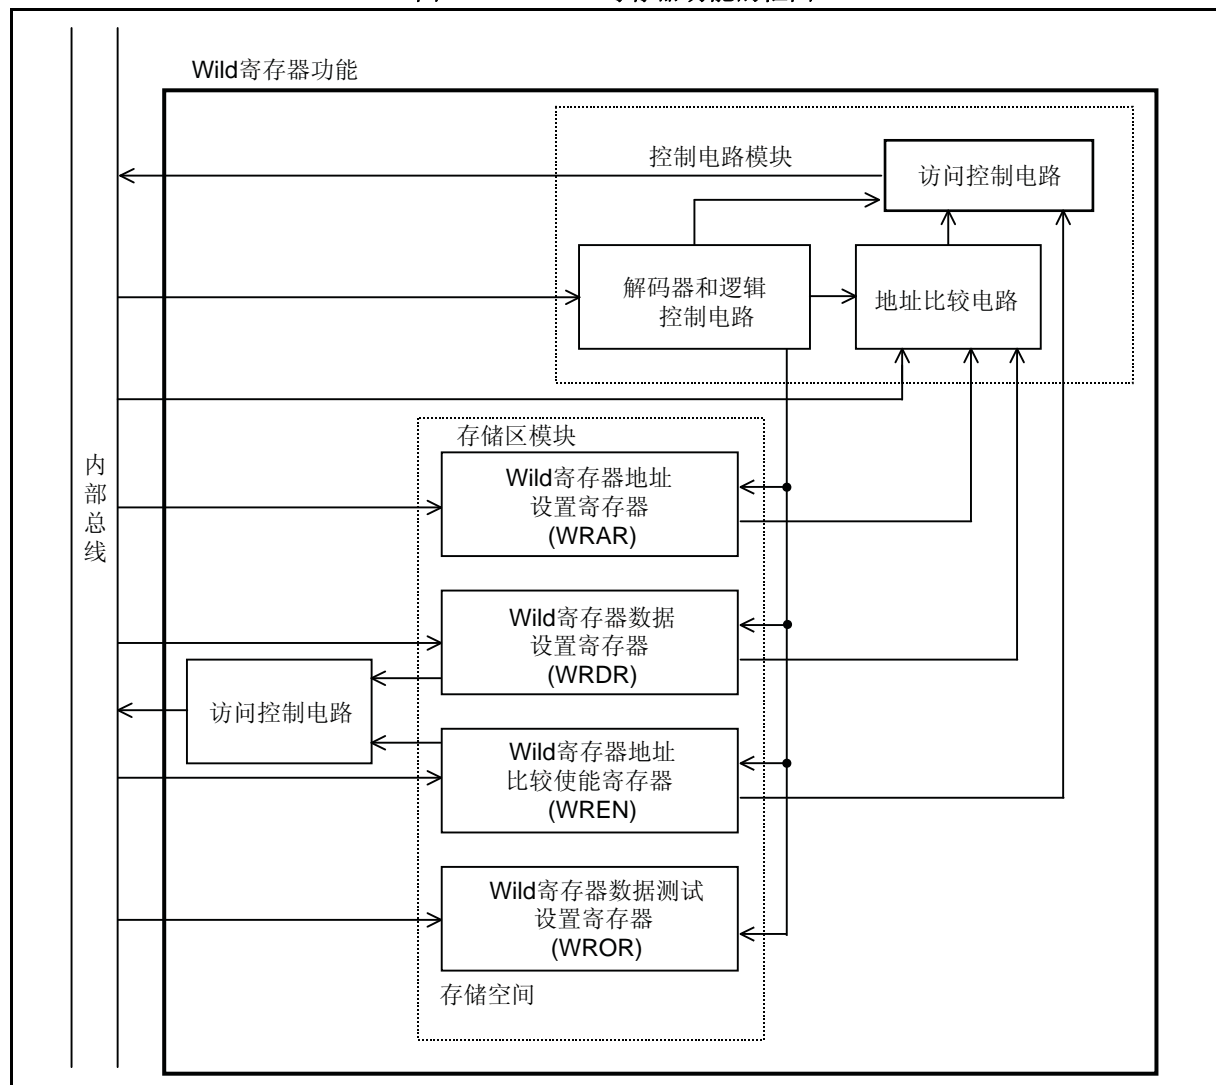 Wild寄存器功能
控制电路模块
访问控制电路
解码器和逻辑
控制电路
地址比较电路
存储区模块
内部总线
Wild寄存器地址
设置寄存器
(WRAR)
Wild寄存器数据
设置寄存器
(WRDR)
访问控制电路
Wild寄存器地址
比较使能寄存器
(WREN)
Wild寄存器数据测试
设置寄存器
(WROR)
存储空间